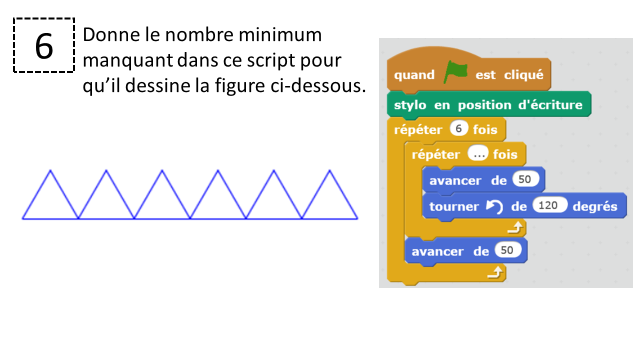 6
Donne le nombre minimum
manquant dans ce script pour
qu'il dessine la figure ci-dessous.
quand est cliqué
stylo en position d'écriture
répéter 6 fois
répéter ... fois
avancer de 50
tourner de 120 degrés
avancer de 50